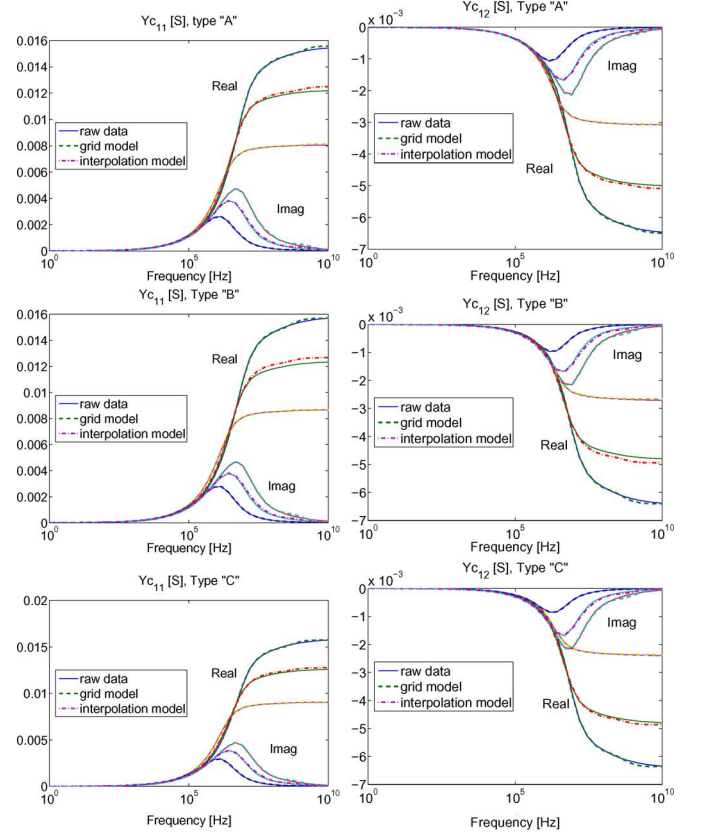 Yc11 [S], type "A"
0.016
0.014
0.012
0.01
0.008
0.006
0.004
0.002
0
Real
raw data
grid model
interpolation model
Imag
10^0
10^5
10^10
Frequency [Hz]
Yc12 [S], Type "A"
x 10^-3
0
-1
-2
-3
-4
-5
-6
-7
Imag
raw data
grid model
interpolation model
Real
10^0
10^5
10^10
Frequency [Hz]
Yc11 [S], Type "B"
0.016
0.014
0.012
0.01
0.008
0.006
0.004
0.002
0
Real
raw data
grid model
interpolation model
Imag
10^0
10^5
10^10
Frequency [Hz]
Yc12 [S], Type "B"
x 10^-3
0
-1
-2
-3
-4
-5
-6
-7
Imag
raw data
grid model
interpolation model
Real
10^0
10^5
10^10
Frequency [Hz]
Yc11 [S], Type "C"
0.02
0.015
0.01
0.005
0
Real
raw data
grid model
interpolation model
Imag
10^0
10^5
10^10
Frequency [Hz]
Yc12 [S], Type "C"
x 10^-3
0
-1
-2
-3
-4
-5
-6
-7
Imag
raw data
grid model
interpolation model
Real
10^0
10^5
10^10
Frequency [Hz]